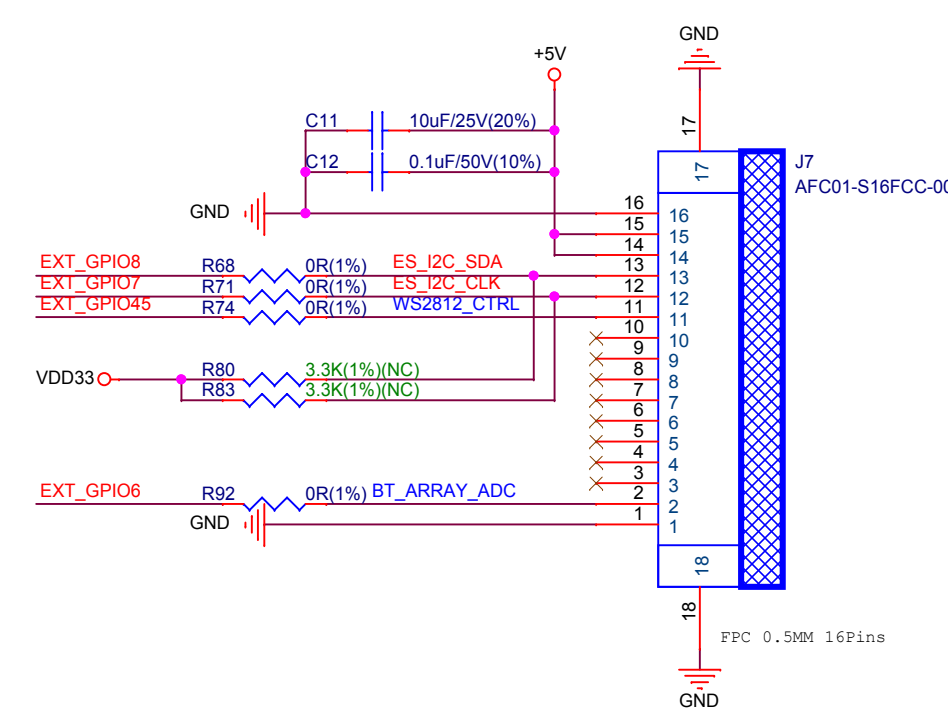 GND
+5V
C11 10uF/25V(20%)
17
C12 0.1uF/50V(10%)
17
J7
AFC01-S16FCC-00
GND
16 16
15 15
14 14
EXT_GPIO8 R68 0R(1%) ES_I2C_SDA 13 13
EXT_GPIO7 R71 0R(1%) ES_I2C_CLK 12 12
EXT_GPIO45 R74 0R(1%) WS2812_CTRL 11 11
10 10
9 9
VDD33 R80 3.3K(1%)(NC) 8 8
R83 3.3K(1%)(NC) 7 7
6 6
5 5
4 4
3 3
EXT_GPIO6 R92 0R(1%) BT_ARRAY_ADC 2 2
GND 1 1
18
18
FPC 0.5MM 16Pins
GND